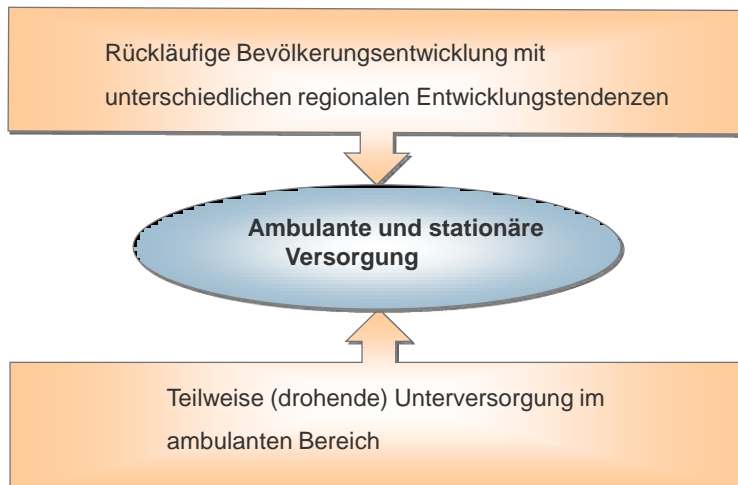 Rückläufige Bevölkerungsentwicklung mit
unterschiedlichen regionalen Entwicklungstendenzen
Ambulante und stationäre
Versorgung
Teilweise (drohende) Unterversorgung im
ambulanten Bereich